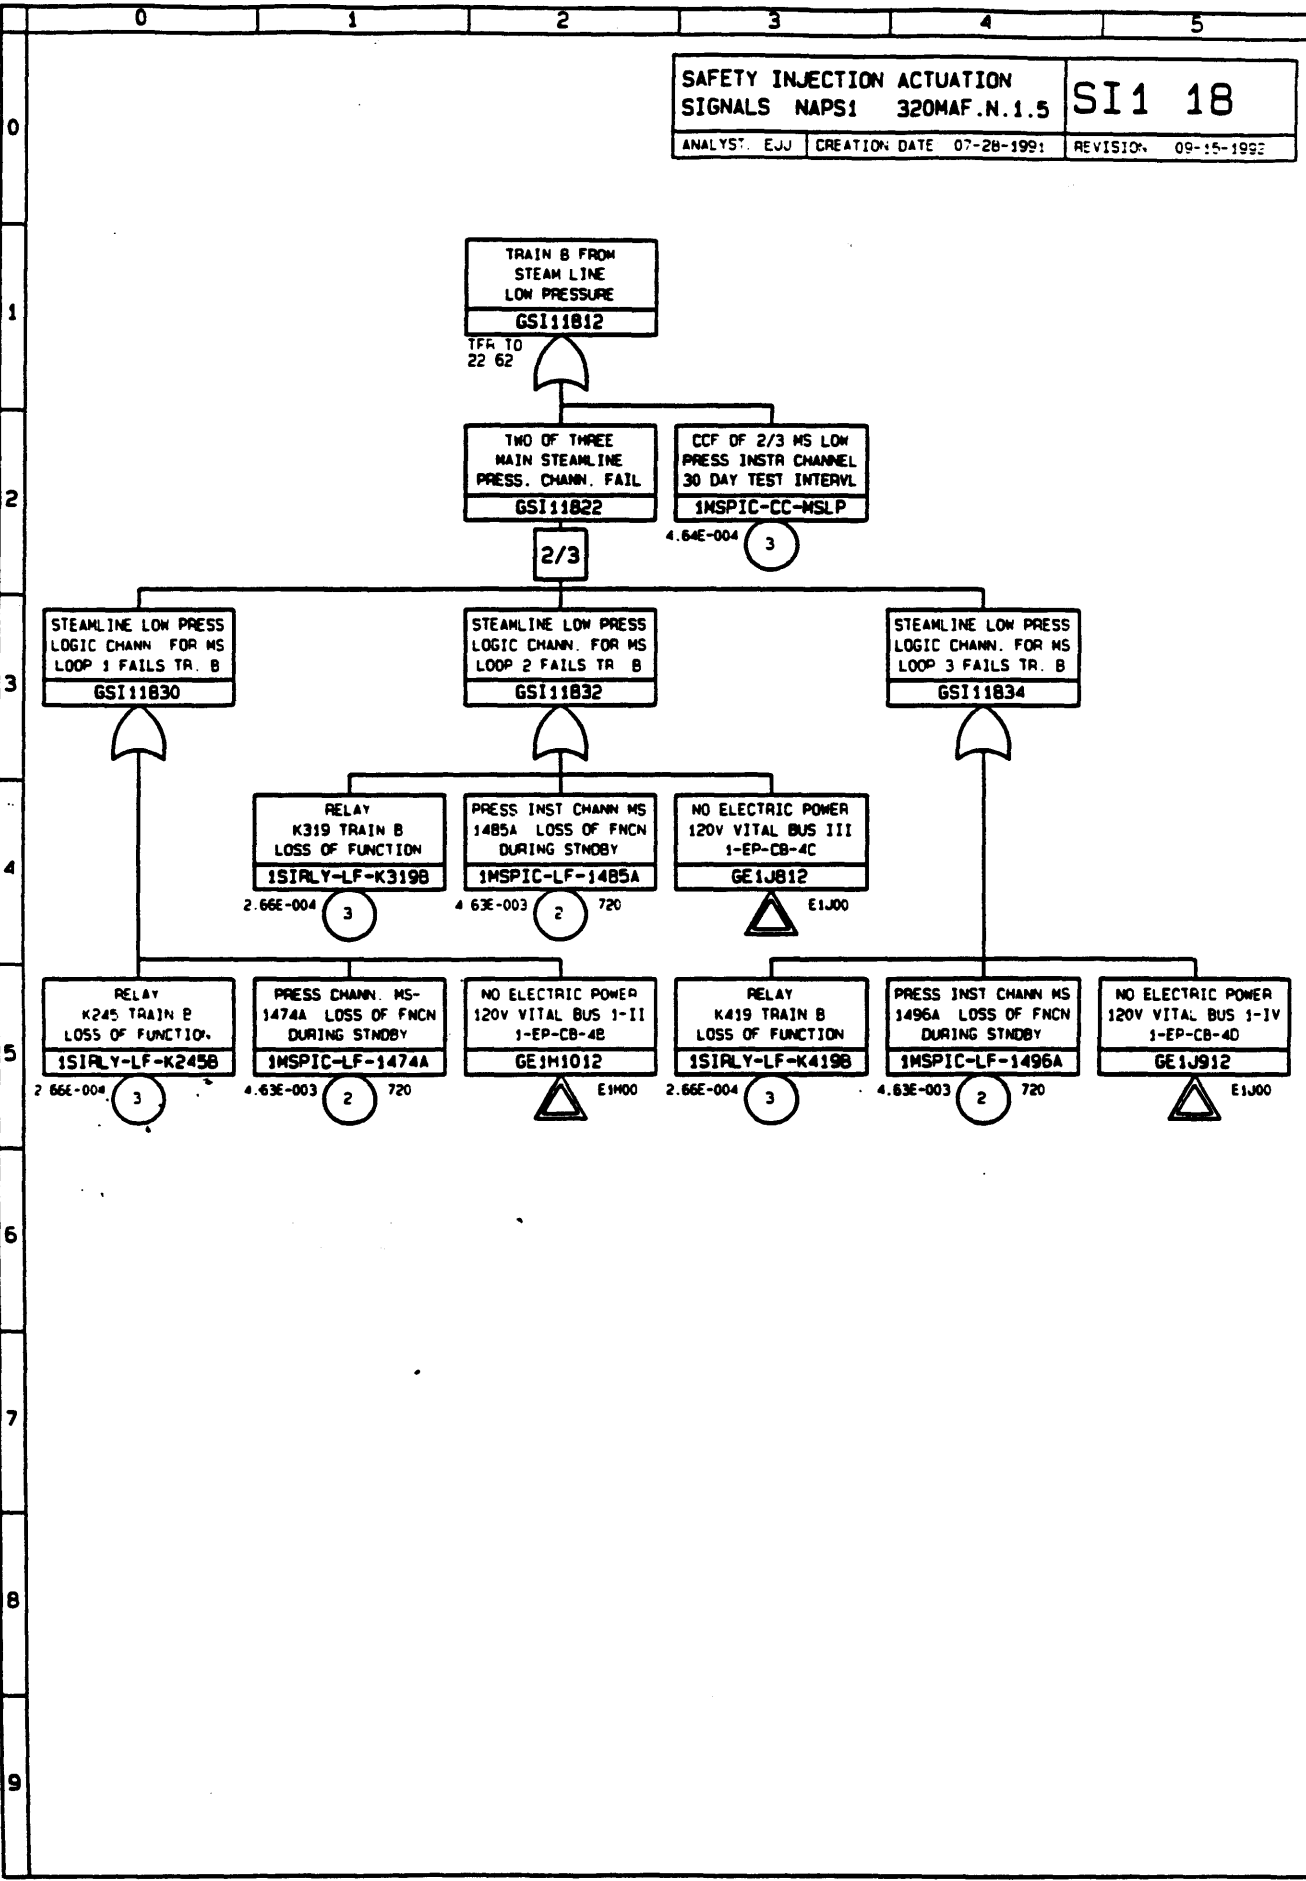 0 1 2 3 4 5
SAFETY INJECTION ACTUATION
SIGNALS NAPS1 320MAF.N.1.5
SI1 18
ANALYST. EJJ CREATION DATE 07-28-1991 REVISION 09-15-1992
0
TRAIN B FROM
STEAM LINE
LOW PRESSURE
GSI11812
1
TFR TO
22 62
TWO OF THREE
MAIN STEAMLINE
PRESS. CHANN. FAIL
GSI11822
CCF OF 2/3 MS LOW
PRESS INSTR CHANNEL
30 DAY TEST INTERVL
1MSPIC-CC-MSLP
2
4.64E-004 3
2/3
STEAMLINE LOW PRESS
LOGIC CHANN FOR MS
LOOP 1 FAILS TR. B
GSI11830
STEAMLINE LOW PRESS
LOGIC CHANN. FOR MS
LOOP 2 FAILS TR B
GSI11832
STEAMLINE LOW PRESS
LOGIC CHANN. FOR MS
LOOP 3 FAILS TR. B
GSI11834
3
RELAY
K319 TRAIN B
LOSS OF FUNCTION
1SIRLY-LF-K319B
2.66E-004 3
PRESS INST CHANN MS
1485A LOSS OF FNCN
DURING STNDBY
1MSPIC-LF-1485A
4 63E-003 2 720
NO ELECTRIC POWER
120V VITAL BUS III
1-EP-CB-4C
GE1J812
E1J00
4
RELAY
K245 TRAIN B
LOSS OF FUNCTION
1SIRLY-LF-K245B
2 66E-004 3
PRESS CHANN. MS-
1474A LOSS OF FNCN
DURING STNDBY
1MSPIC-LF-1474A
4.63E-003 2 720
NO ELECTRIC POWER
120V VITAL BUS 1-II
1-EP-CB-4B
GE1H1012
E1H00
RELAY
K419 TRAIN B
LOSS OF FUNCTION
1SIRLY-LF-K419B
2.66E-004 3
PRESS INST CHANN MS
1496A LOSS OF FNCN
DURING STNDBY
1MSPIC-LF-1496A
4.63E-003 2 720
NO ELECTRIC POWER
120V VITAL BUS 1-IV
1-EP-CB-4D
GE1J912
E1J00
5
6
7
8
9